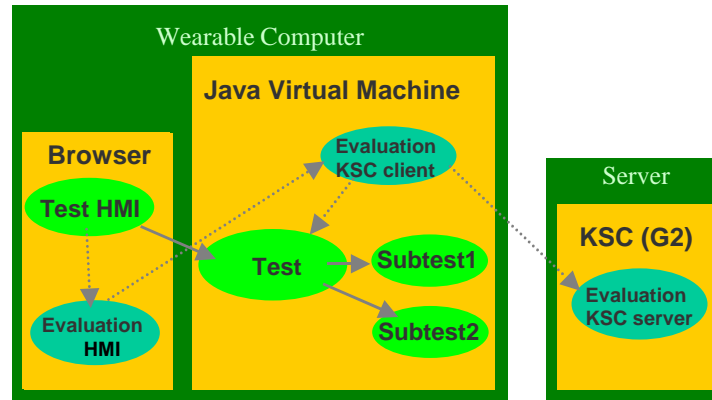 Wearable Computer
Java Virtual Machine
Browser
Evaluation
KSC client
Test HMI
Test
Subtest1
Evaluation
HMI
Subtest2
Server
KSC (G2)
Evaluation
KSC server